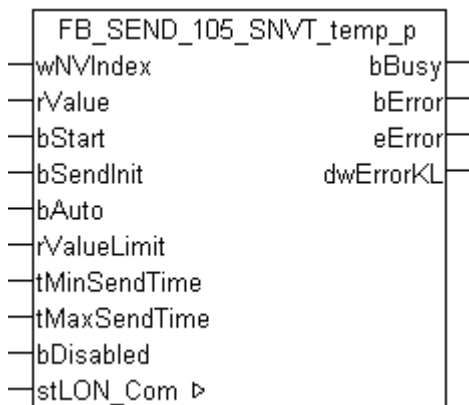 FB_SEND_105_SNVT_temp_p
wNVIndex bBusy
rValue bError
bStart eError
bSendInit dwErrorKL
bAuto
rValueLimit
tMinSendTime
tMaxSendTime
bDisabled
stLON_Com ▷